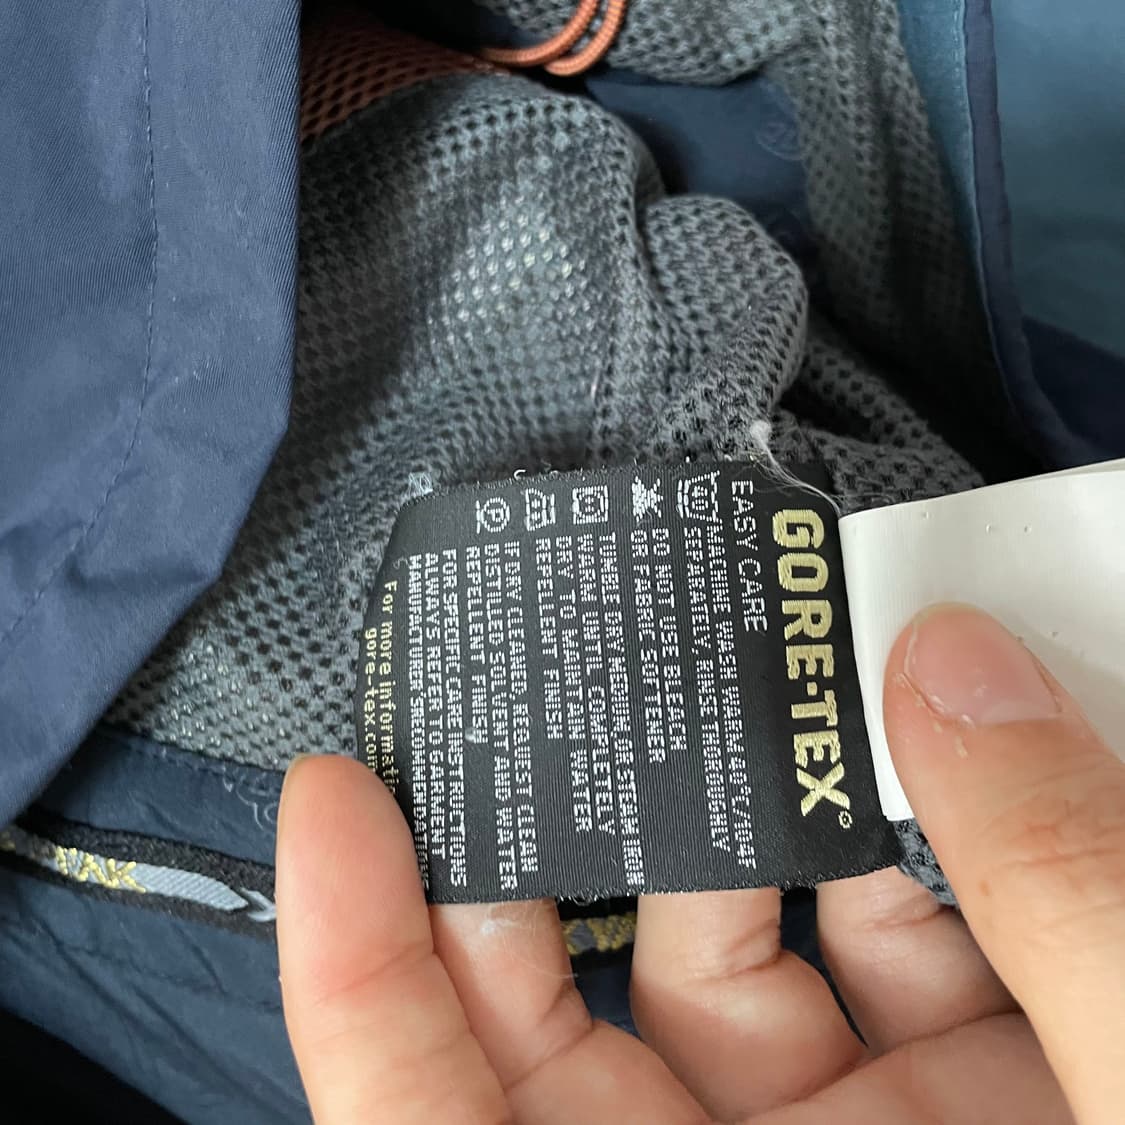 GORE-TEX
EASY CARE
MACHINE WASH WARM 40°C/104F
SEPARATELY, RINSE THOROUGHLY
DO NOT USE BLEACH
OR FABRIC SOFTENER
TUMBLE DRY MEDIUM OR STEAM IRON
WARM UNTIL COMPLETELY
DRY TO MAINTAIN WATER
REPELLENT FINISH
IF DRY CLEANED, REQUEST CLEAN
DISTILLED SOLVENT AND WATER
REPELLENT FINISH
FOR SPECIFIC CARE INSTRUCTIONS
ALWAYS REFER TO GARMENT
MANUFACTURER'S RECOMMENDATIONS
For more informati
gore-tex.com